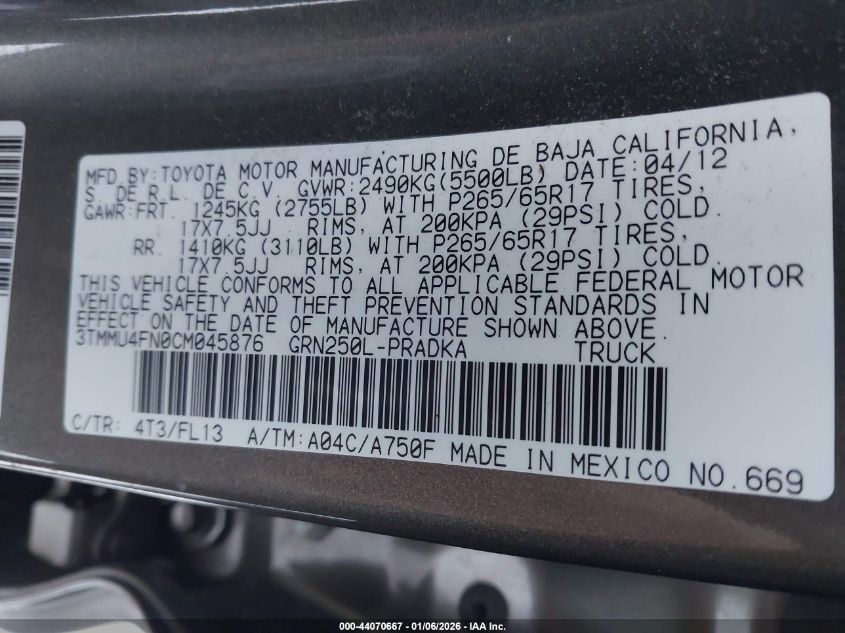 MFD.BY:TOYOTA MOTOR MANUFACTURING DE BAJA CALIFORNIA,
S. DE R.L. DE C.V. GVWR:2490KG(5500LB) DATE:04/12
GAWR:FRT. 1245KG (2755LB) WITH P265/65R17 TIRES,
17X7.5JJ RIMS, AT 200KPA (29PSI) COLD.
RR. 1410KG (3110LB) WITH P265/65R17 TIRES,
17X7.5JJ RIMS, AT 200KPA (29PSI) COLD.
THIS VEHICLE CONFORMS TO ALL APPLICABLE FEDERAL MOTOR
VEHICLE SAFETY AND THEFT PREVENTION STANDARDS IN
EFFECT ON THE DATE OF MANUFACTURE SHOWN ABOVE.
3TMMU4FN0CM045876 GRN250L-PRADKA TRUCK
C/TR: 4T3/FL13 A/TM:A04C/A750F MADE IN MEXICO NO.669
000-44070667 - 01/06/2026 - IAA Inc.